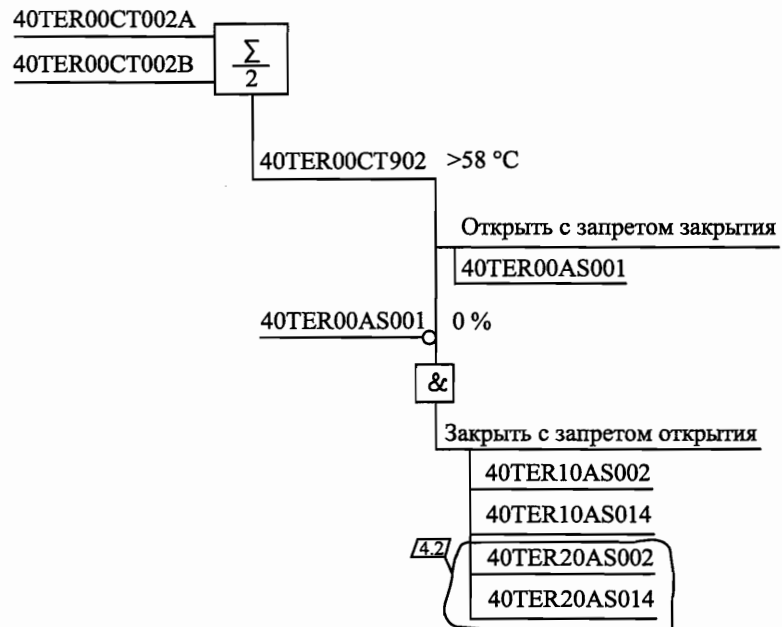 40TER00CT002A
40TER00CT002B
∑
2
40TER00CT902 >58 °C
Открыть с запретом закрытия
40TER00AS001
40TER00AS001 0 %
&
Закрыть с запретом открытия
40TER10AS002
40TER10AS014
4.2
40TER20AS002
40TER20AS014